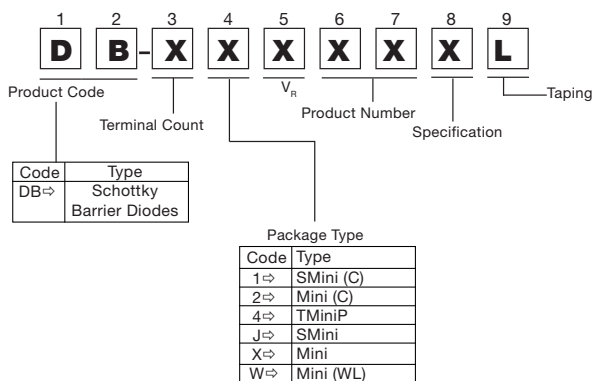 1 2 3 4 5 6 7 8 9
D B-X X X X X X L
Product Code
Terminal Count
VR
Product Number
Specification
Taping
Code Type
DB⇨ Schottky
Barrier Diodes
Package Type
Code Type
1⇨ SMini (C)
2⇨ Mini (C)
4⇨ TMiniP
J⇨ SMini
X⇨ Mini
W⇨ Mini (WL)